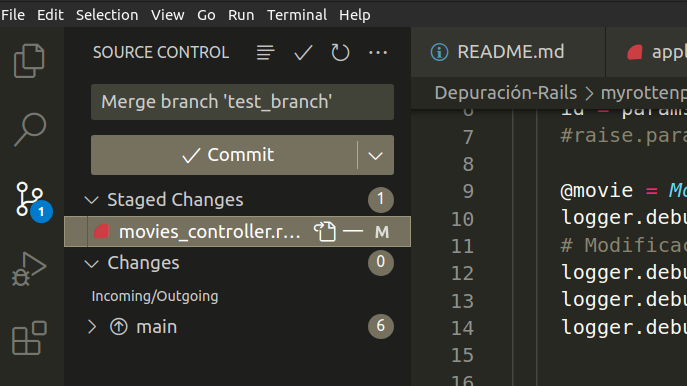 File Edit Selection View Go Run Terminal Help
SOURCE CONTROL
Merge branch 'test_branch'
Commit
Staged Changes 1
movies_controller.r... M
Changes 0
Incoming/Outgoing
main 6
1
README.md
appl
Depuración-Rails > myrottenp
6 id = params
7 #raise.para
8
9 @movie = Mo
10 logger.debu
11 # Modificac
12 logger.debu
13 logger.debu
14 logger.debu
15
16